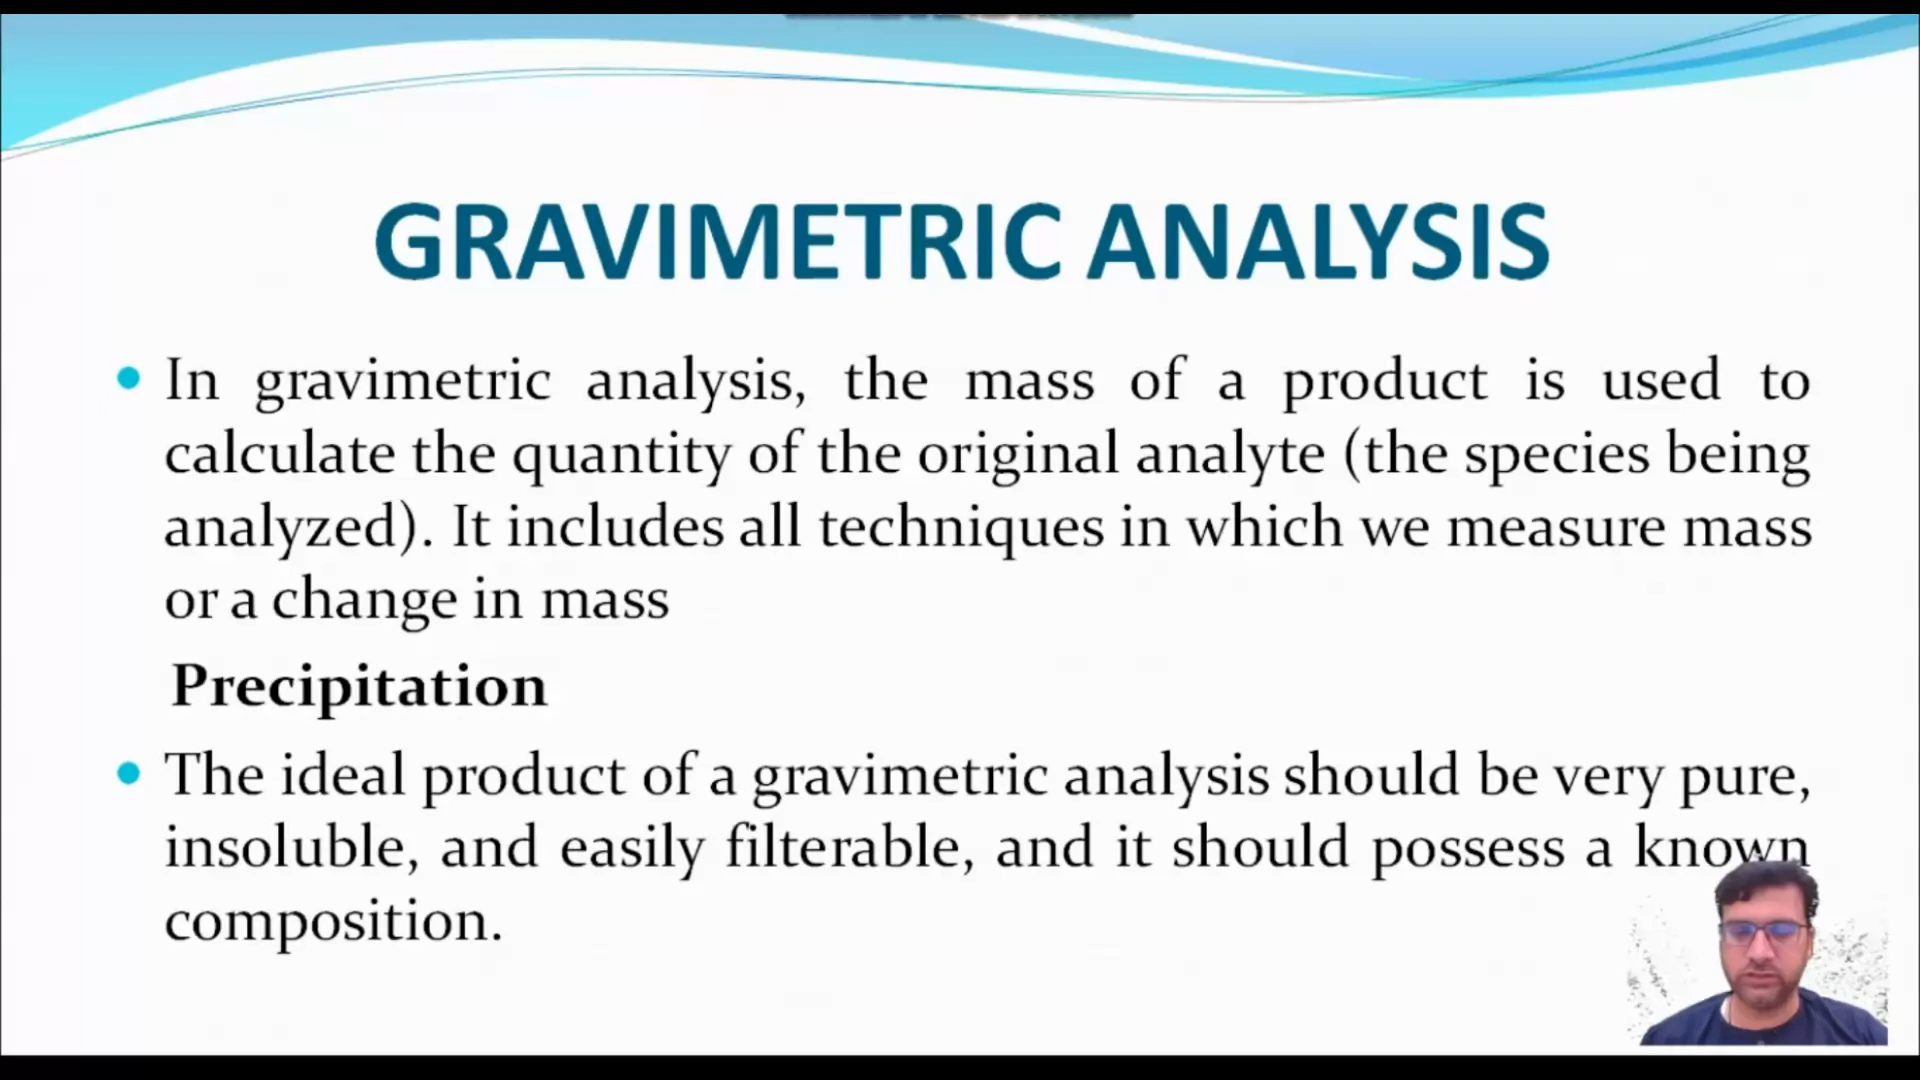 GRAVIMETRIC ANALYSIS
In gravimetric analysis, the mass of a product is used to
calculate the quantity of the original analyte (the species being
analyzed). It includes all techniques in which we measure mass
or a change in mass
Precipitation
The ideal product of a gravimetric analysis should be very pure,
insoluble, and easily filterable, and it should possess a known
composition.